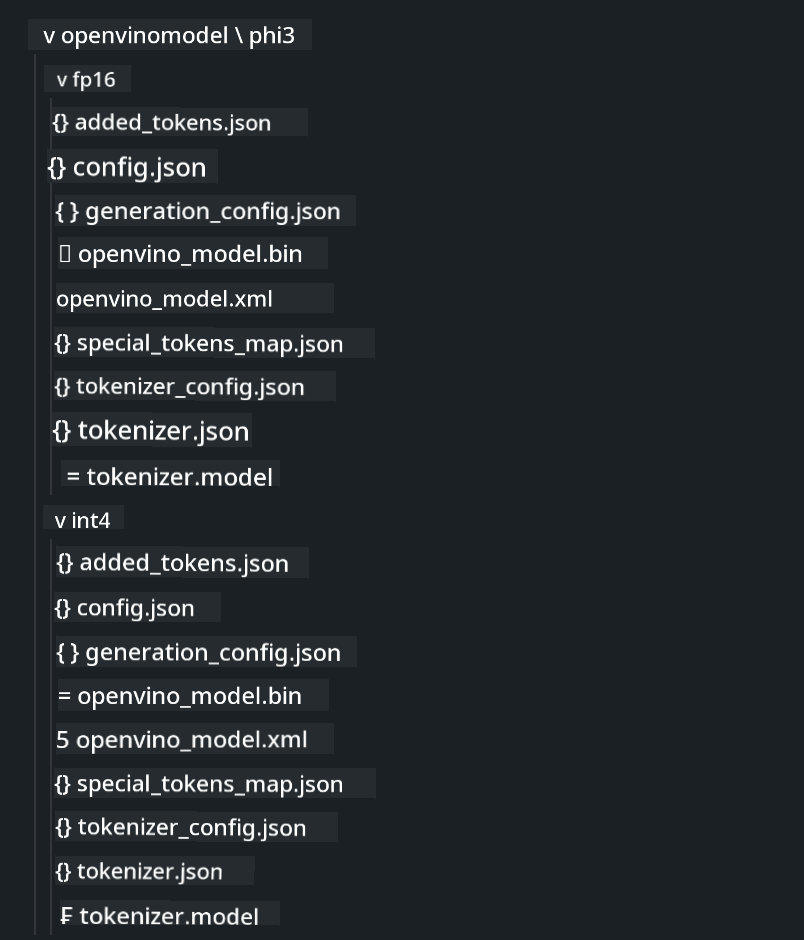 v openvinomodel \ phi3
v fp16
{} added_tokens.json
{} config.json
{ } generation_config.json
▯ openvino_model.bin
openvino_model.xml
{} special_tokens_map.json
{} tokenizer_config.json
{} tokenizer.json
= tokenizer.model
v int4
{} added_tokens.json
{} config.json
{ } generation_config.json
= openvino_model.bin
5 openvino_model.xml
{} special_tokens_map.json
{} tokenizer_config.json
{} tokenizer.json
₣ tokenizer.model